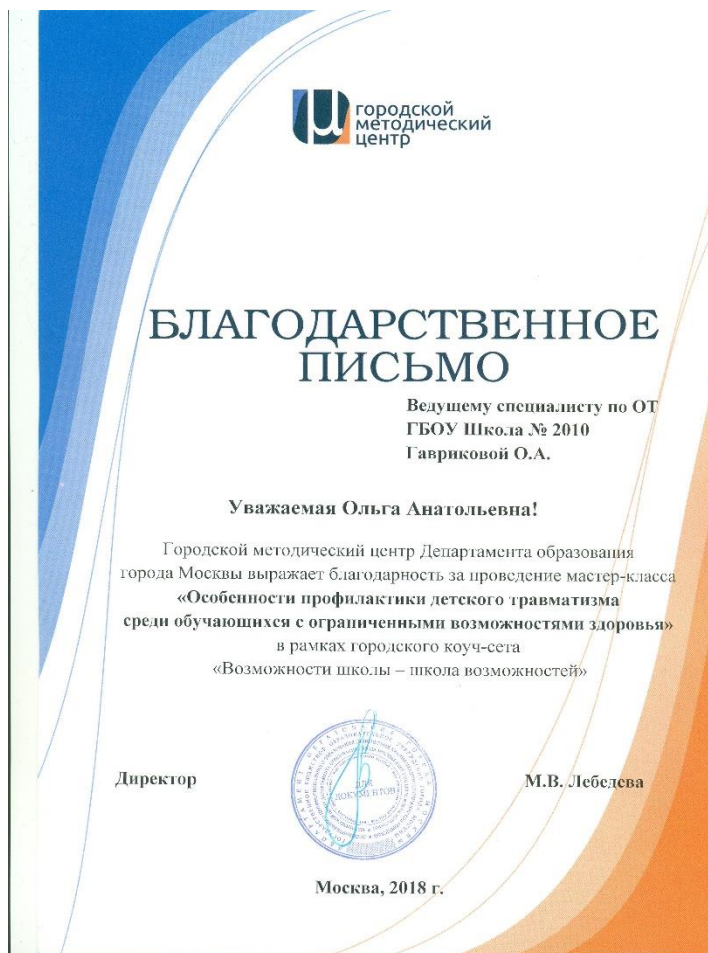 городской
методический
центр
БЛАГОДАРСТВЕННОЕ
ПИСЬМО
Ведущему специалисту по ОТ
ГБОУ Школа № 2010
Гавриковой О.А.
Уважаемая Ольга Анатольевна!
Городской методический центр Департамента образования
города Москвы выражает благодарность за проведение мастер-класса
«Особенности профилактики детского травматизма
среди обучающихся с ограниченными возможностями здоровья»
в рамках городского коуч-сета
«Возможности школы – школа возможностей»
Директор
ДЛЯ
ДОКУМЕНТОВ
М.В. Лебедева
Москва, 2018 г.